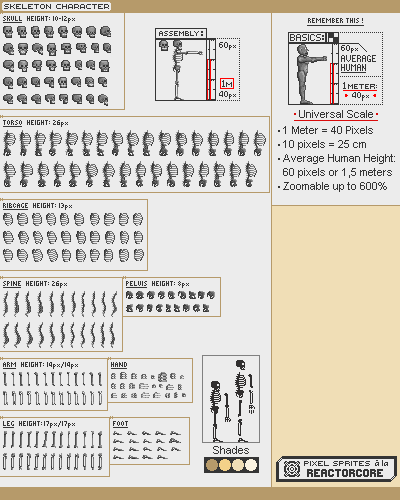 SKELETON CHARACTER
SKULL HEIGHT: 10-12px
ASSEMBLY:
60px
1M
40px
TORSO HEIGHT: 26px
RIBCAGE HEIGHT: 13px
SPINE HEIGHT: 26px
PELVIS HEIGHT: 8px
ARM HEIGHT: 14px/14px
HAND
LEG HEIGHT: 17px/17px
FOOT
Shades
REMEMBER THIS!
BASICS:
60px
AVERAGE
HUMAN
1METER:
• 40px •
• Universal Scale •
• 1 Meter = 40 Pixels
• 10 pixels = 25 cm
• Average Human Height:
60 pixels or 1,5 meters
• Zoomable up to 600%
PIXEL SPRITES à la
REACTORCORE